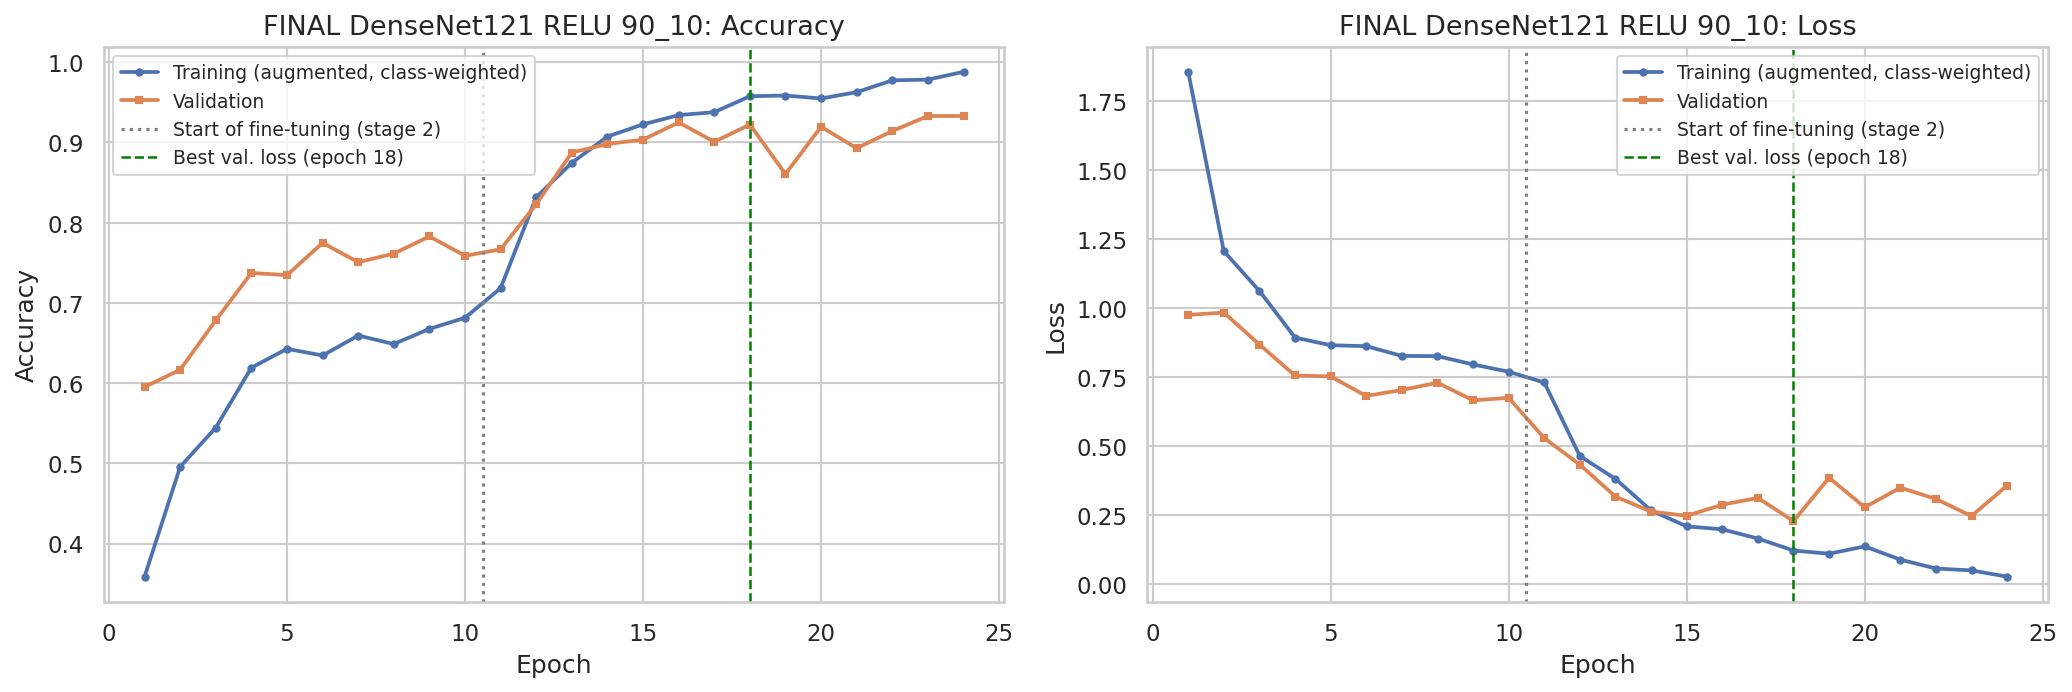 FINAL DenseNet121 RELU 90_10: Accuracy
Training (augmented, class-weighted)
Validation
Start of fine-tuning (stage 2)
Best val. loss (epoch 18)
Accuracy
1.0
0.9
0.8
0.7
0.6
0.5
0.4
0 5 10 15 20 25
Epoch
FINAL DenseNet121 RELU 90_10: Loss
Training (augmented, class-weighted)
Validation
Start of fine-tuning (stage 2)
Best val. loss (epoch 18)
Loss
1.75
1.50
1.25
1.00
0.75
0.50
0.25
0.00
0 5 10 15 20 25
Epoch